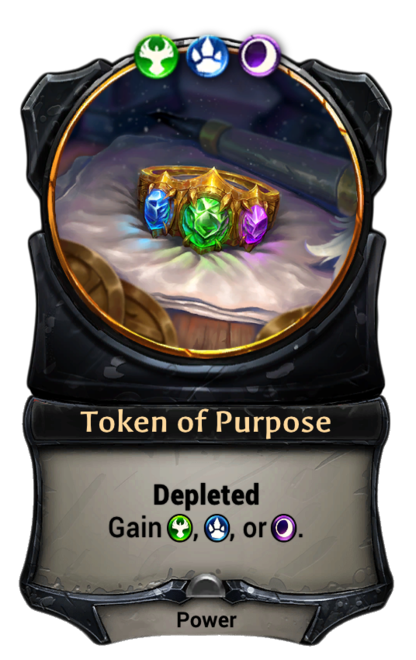 Token of Purpose
Depleted
Gain , , or .
Power